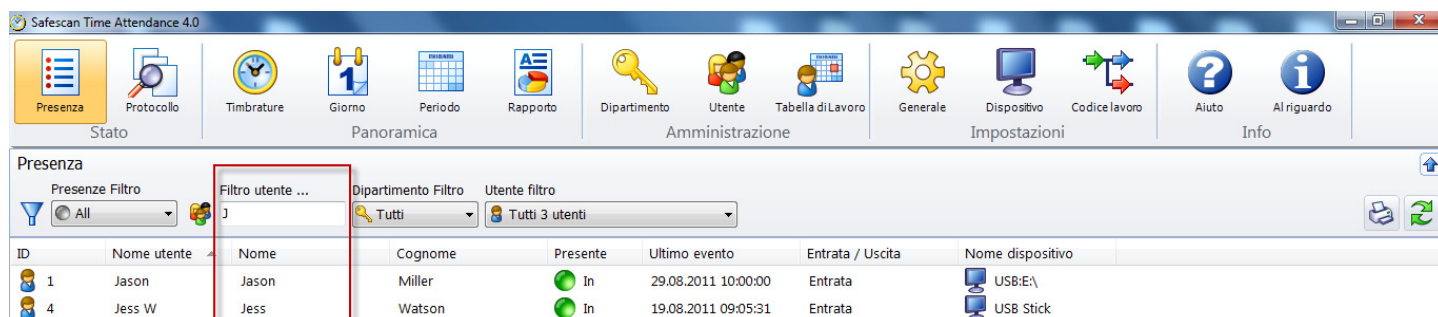 Safescan Time Attendance 4.0
Presenza Protocollo Timbrature Giorno Periodo Rapporto Dipartimento Utente Tabella di Lavoro Generale Dispositivo Codice lavoro Aiuto Al riguardo
Stato Panoramica Amministrazione Impostazioni Info
Presenza
Presenze Filtro Filtro utente ... Dipartimento Filtro Utente filtro
All J Tutti Tutti 3 utenti
ID Nome utente Nome Cognome Presente Ultimo evento Entrata / Uscita Nome dispositivo
1 Jason Jason Miller In 29.08.2011 10:00:00 Entrata USB:E:\
4 Jess W Jess Watson In 19.08.2011 09:05:31 Entrata USB Stick